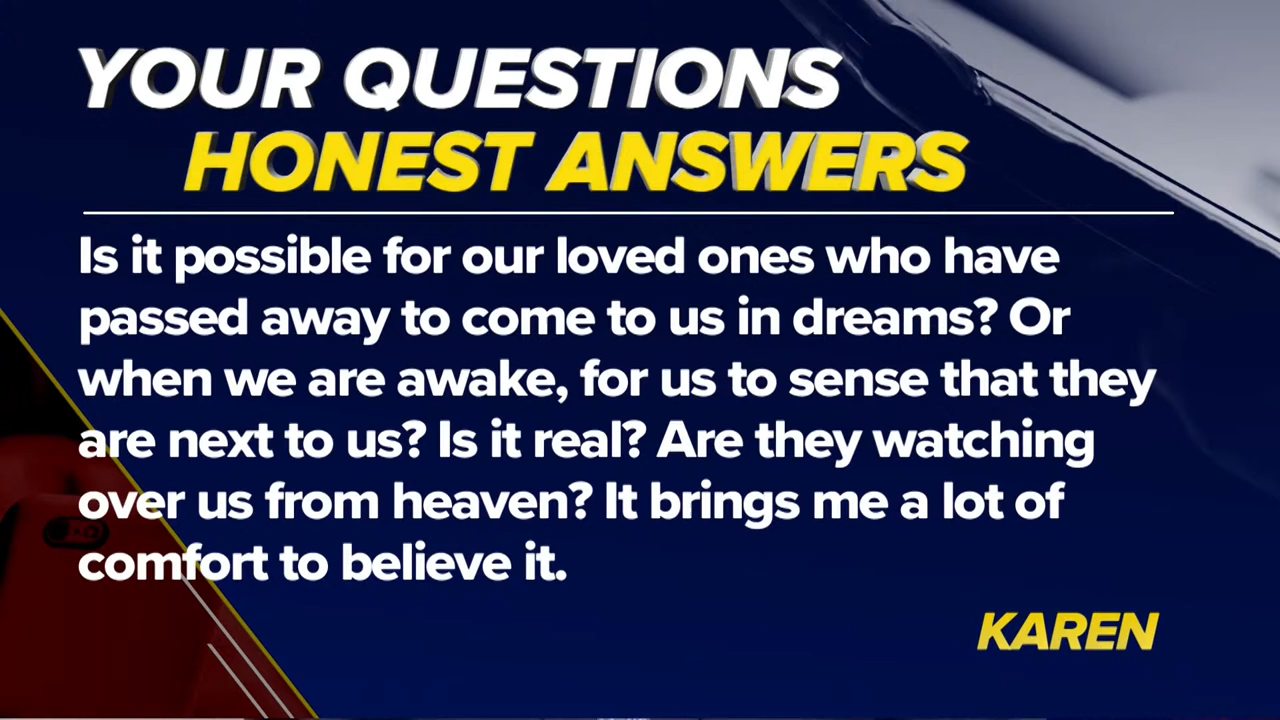 YOUR QUESTIONS
HONEST ANSWERS
Is it possible for our loved ones who have
passed away to come to us in dreams? Or
when we are awake, for us to sense that they
are next to us? Is it real? Are they watching
over us from heaven? It brings me a lot of
comfort to believe it.
KAREN